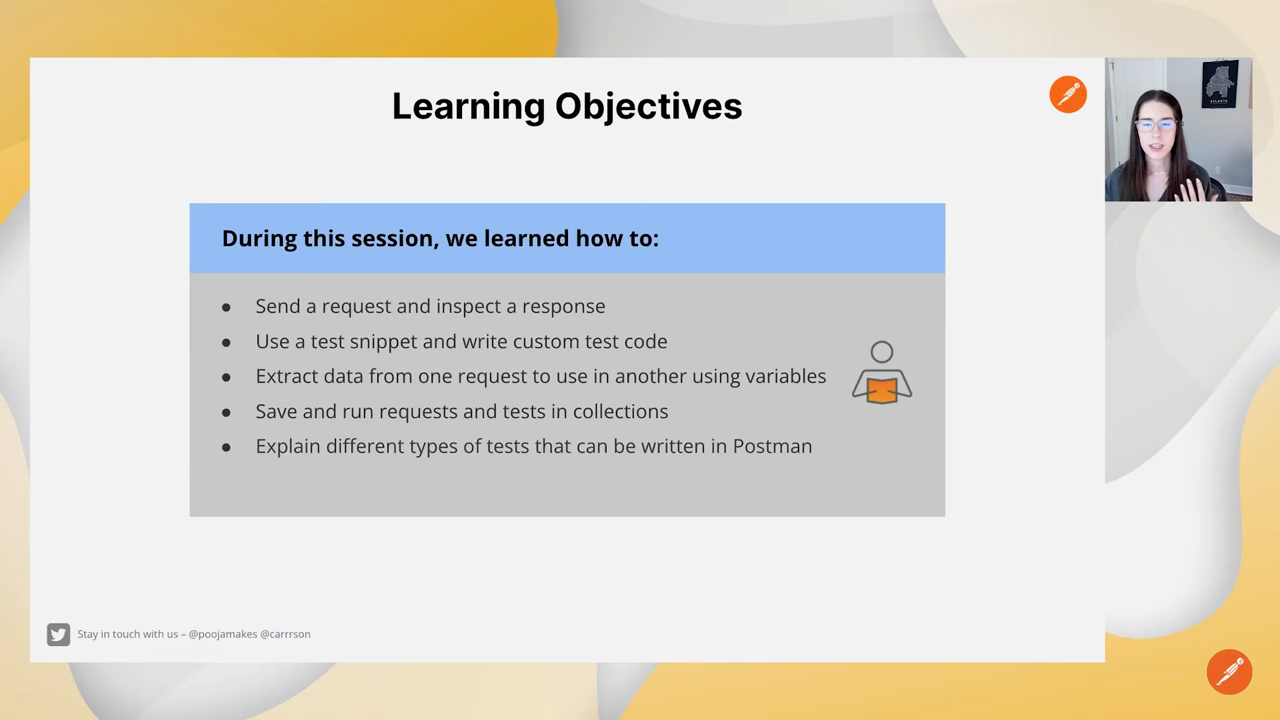 Learning Objectives
ATLANTA
During this session, we learned how to:
● Send a request and inspect a response
● Use a test snippet and write custom test code
● Extract data from one request to use in another using variables
● Save and run requests and tests in collections
● Explain different types of tests that can be written in Postman
Stay in touch with us – @poojamakes @carrrson